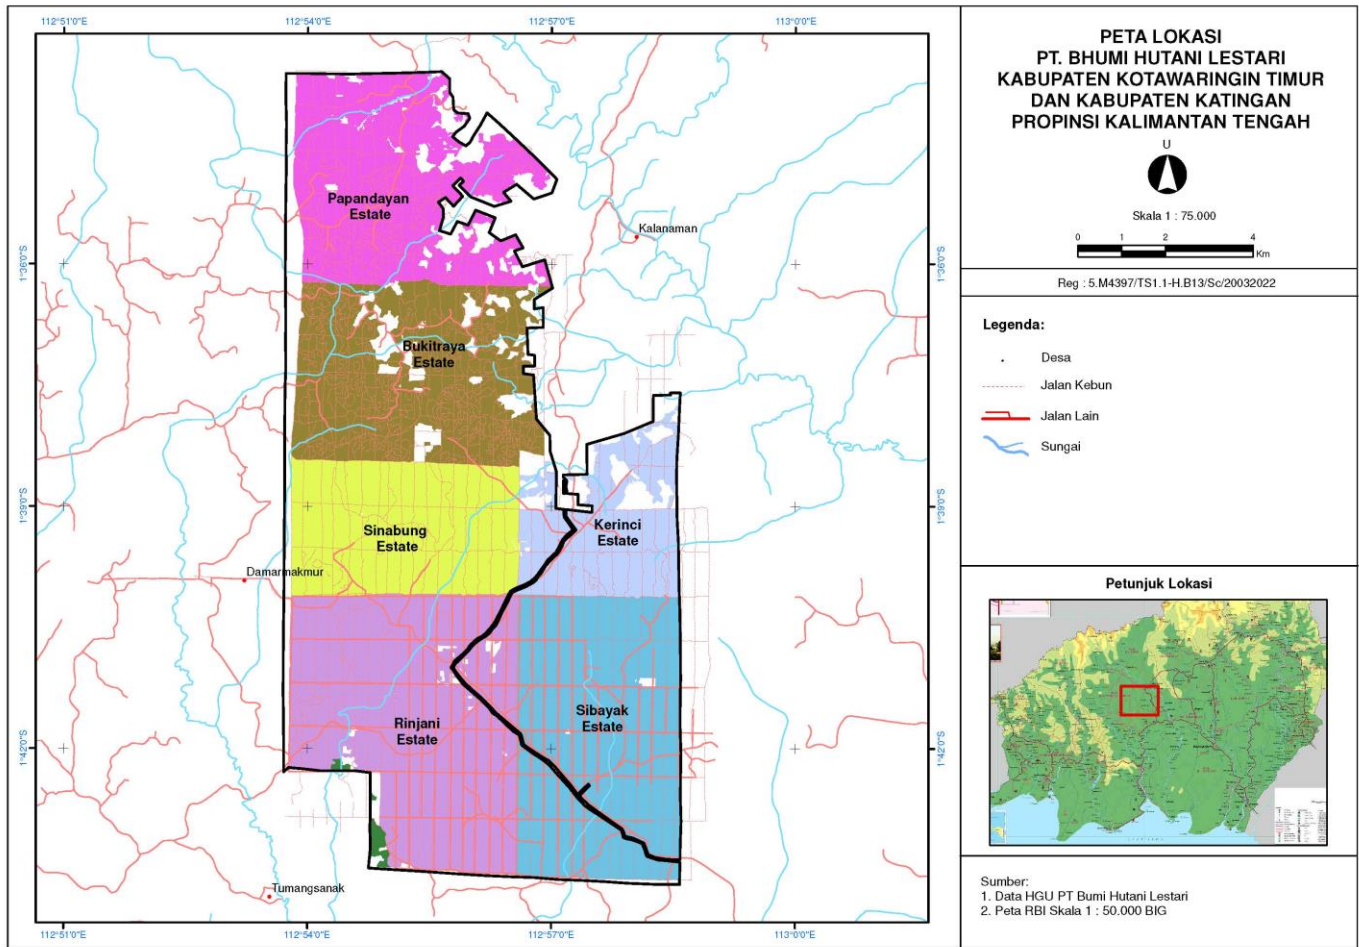 112°51'0"E
112°54'0"E
112°57'0"E
113°0'0"E
1°36'0"S
1°39'0"S
1°42'0"S
Papandayan
Estate
Kalanaman
Bukitraya
Estate
Sinabung
Estate
Kerinci
Estate
Damarmakmur
Rinjani
Estate
Sibayak
Estate
Tumangsanak
1°36'0"S
1°39'0"S
1°42'0"S
112°51'0"E
112°54'0"E
112°57'0"E
113°0'0"E
PETA LOKASI
PT. BHUMI HUTANI LESTARI
KABUPATEN KOTAWARINGIN TIMUR
DAN KABUPATEN KATINGAN
PROPINSI KALIMANTAN TENGAH
U
Skala 1 : 75.000
0 1 2 4
Km
Reg : 5.M4397/TS1.1-H.B13/Sc/20032022
Legenda:
Desa
Jalan Kebun
Jalan Lain
Sungai
Petunjuk Lokasi
Sumber:
1. Data HGU PT Bumi Hutani Lestari
2. Peta RBI Skala 1 : 50.000 BIG